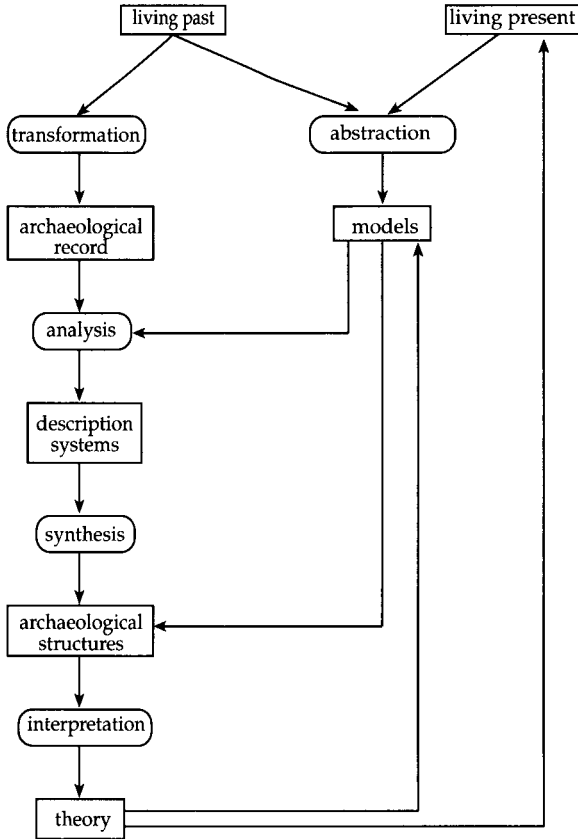 living past
living present
transformation
abstraction
archaeological
record
models
analysis
description
systems
synthesis
archaeological
structures
interpretation
theory